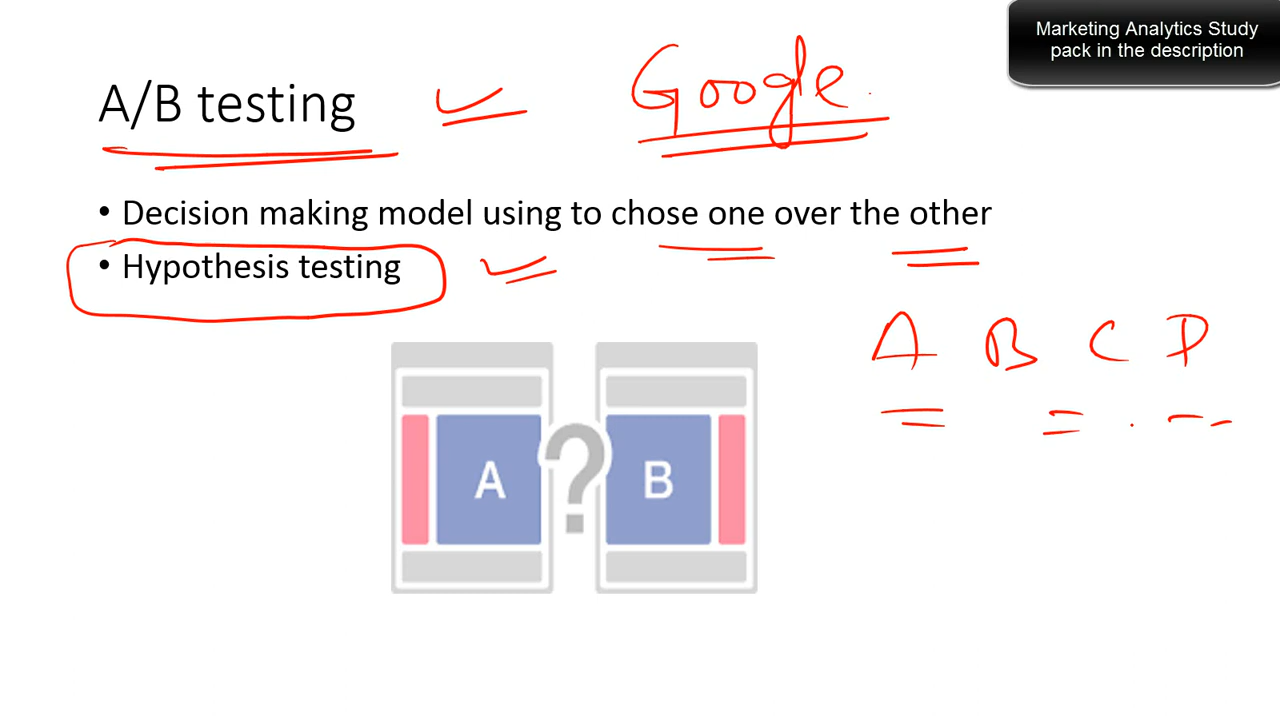 Marketing Analytics Study
pack in the description
A/B testing
Google
• Decision making model using to chose one over the other
• Hypothesis testing
A B C D
A ? B